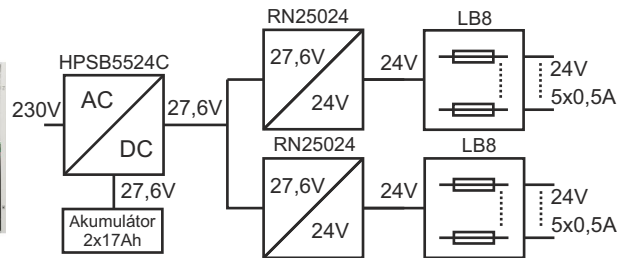 RN25024
LB8
HPSB5524C
27,6V
24V
24V
24V
5x0,5A
230V
AC
DC
27,6V
27,6V
Akumulátor
2x17Ah
RN25024
LB8
27,6V
24V
24V
24V
5x0,5A